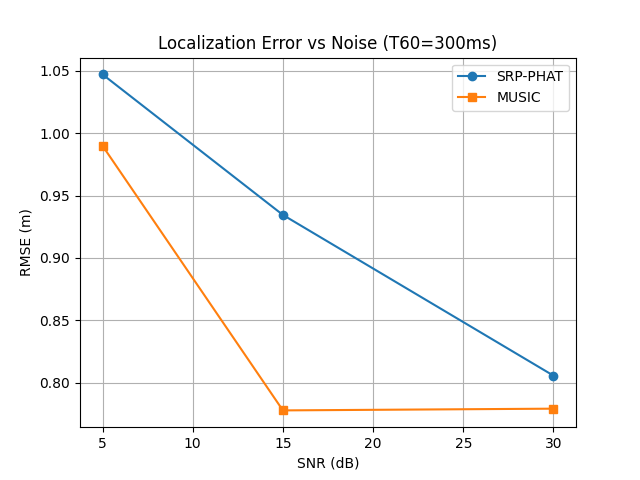 Localization Error vs Noise (T60=300ms)
SRP-PHAT
MUSIC
RMSE (m)
1.05
1.00
0.95
0.90
0.85
0.80
5
10
15
20
25
30
SNR (dB)